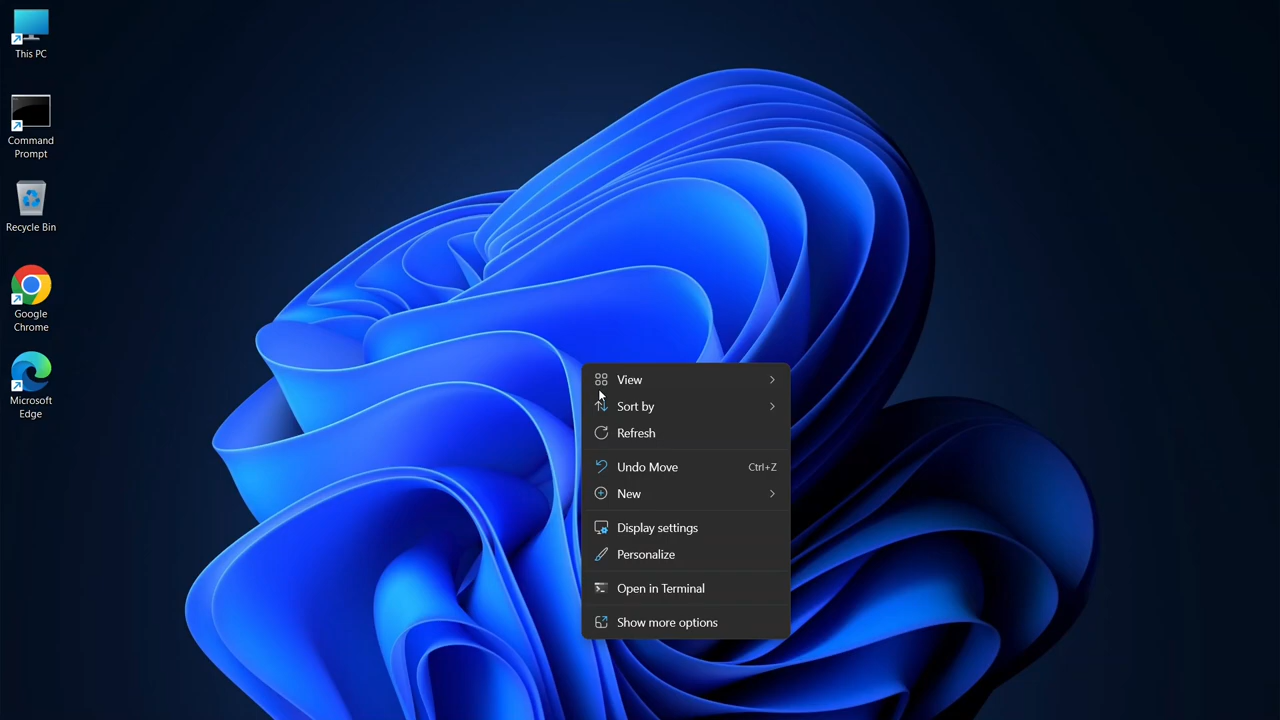 This PC
Command
Prompt
Recycle Bin
Google
Chrome
Microsoft
Edge
View
Sort by
Refresh
Undo Move Ctrl+Z
New
Display settings
Personalize
Open in Terminal
Show more options